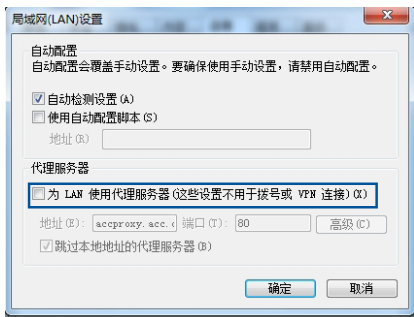 局域网(LAN)设置
自动配置
自动配置会覆盖手动设置。要确保使用手动设置，请禁用自动配置。
自动检测设置(A)
使用自动配置脚本(S)
地址(R)
代理服务器
为 LAN 使用代理服务器(这些设置不用于拨号或 VPN 连接)(X)
地址(E): accproxy.acc. 端口(T): 80 高级(C)
跳过本地地址的代理服务器(B)
确定 取消